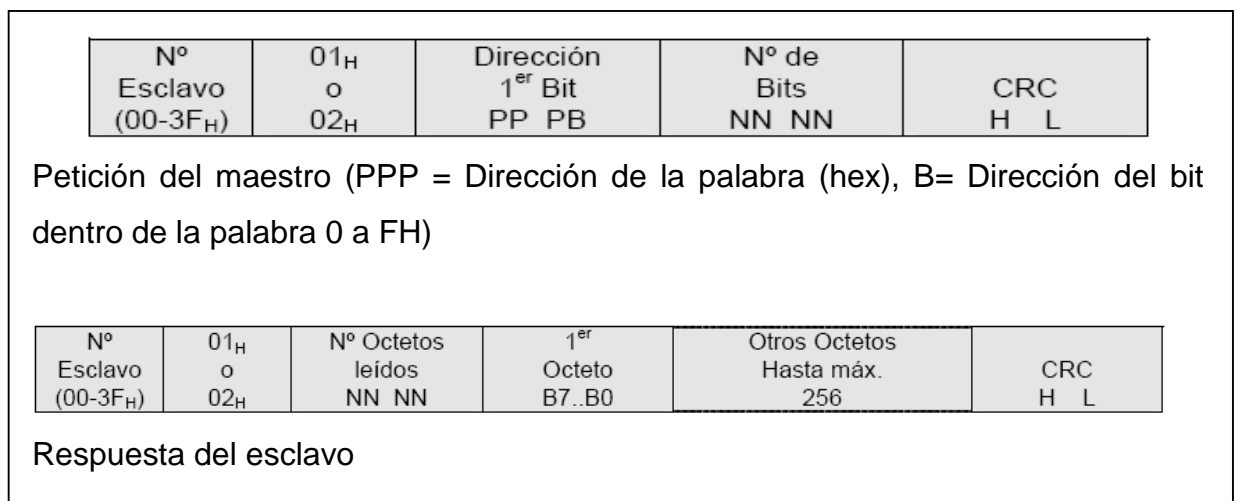 Nº 01H Dirección Nº de
Esclavo o 1er Bit Bits CRC
(00-3FH) 02H PP PB NN NN H L
Petición del maestro (PPP = Dirección de la palabra (hex), B= Dirección del bit
dentro de la palabra 0 a FH)
Nº 01H Nº Octetos 1er Otros Octetos
Esclavo o leídos Octeto Hasta máx. CRC
(00-3FH) 02H NN NN B7..B0 256 H L
Respuesta del esclavo